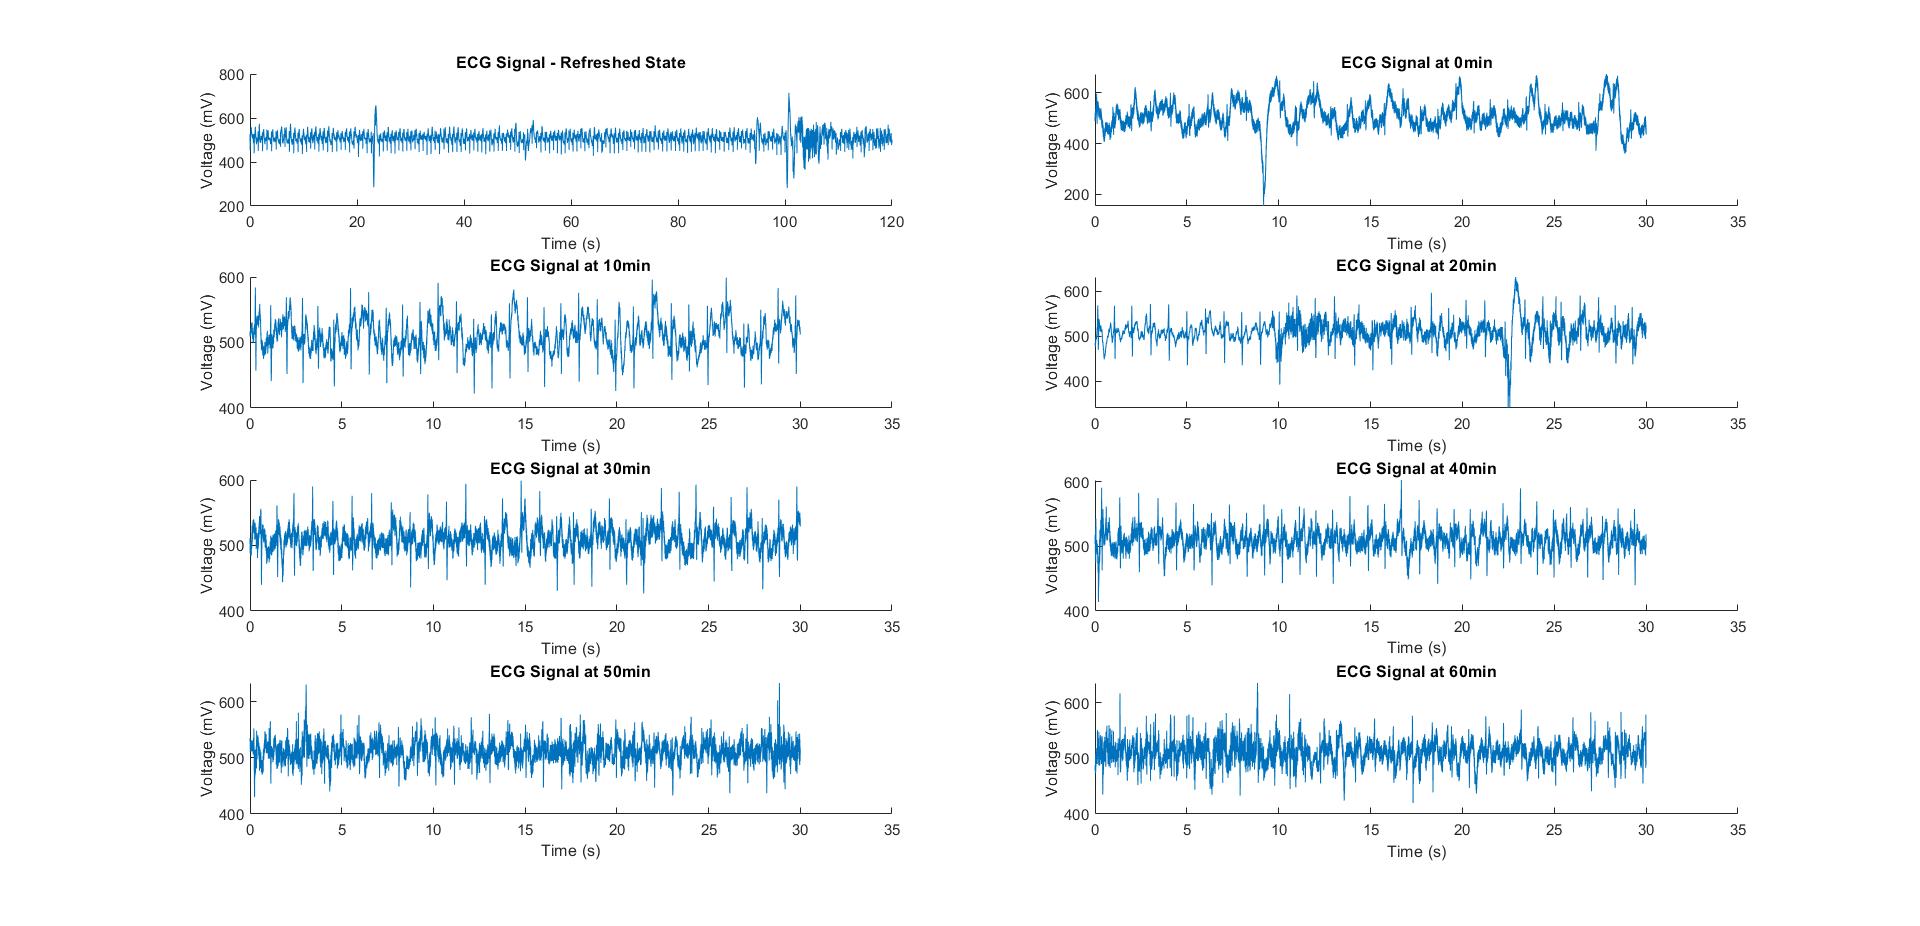 ECG Signal - Refreshed State
800
600
400
200
Voltage (mV)
0 20 40 60 80 100 120
Time (s)
ECG Signal at 0min
600
400
200
Voltage (mV)
0 5 10 15 20 25 30 35
Time (s)
ECG Signal at 10min
600
500
400
Voltage (mV)
0 5 10 15 20 25 30 35
Time (s)
ECG Signal at 20min
600
500
400
Voltage (mV)
0 5 10 15 20 25 30 35
Time (s)
ECG Signal at 30min
600
500
400
Voltage (mV)
0 5 10 15 20 25 30 35
Time (s)
ECG Signal at 40min
600
500
400
Voltage (mV)
0 5 10 15 20 25 30 35
Time (s)
ECG Signal at 50min
600
500
400
Voltage (mV)
0 5 10 15 20 25 30 35
Time (s)
ECG Signal at 60min
600
500
400
Voltage (mV)
0 5 10 15 20 25 30 35
Time (s)